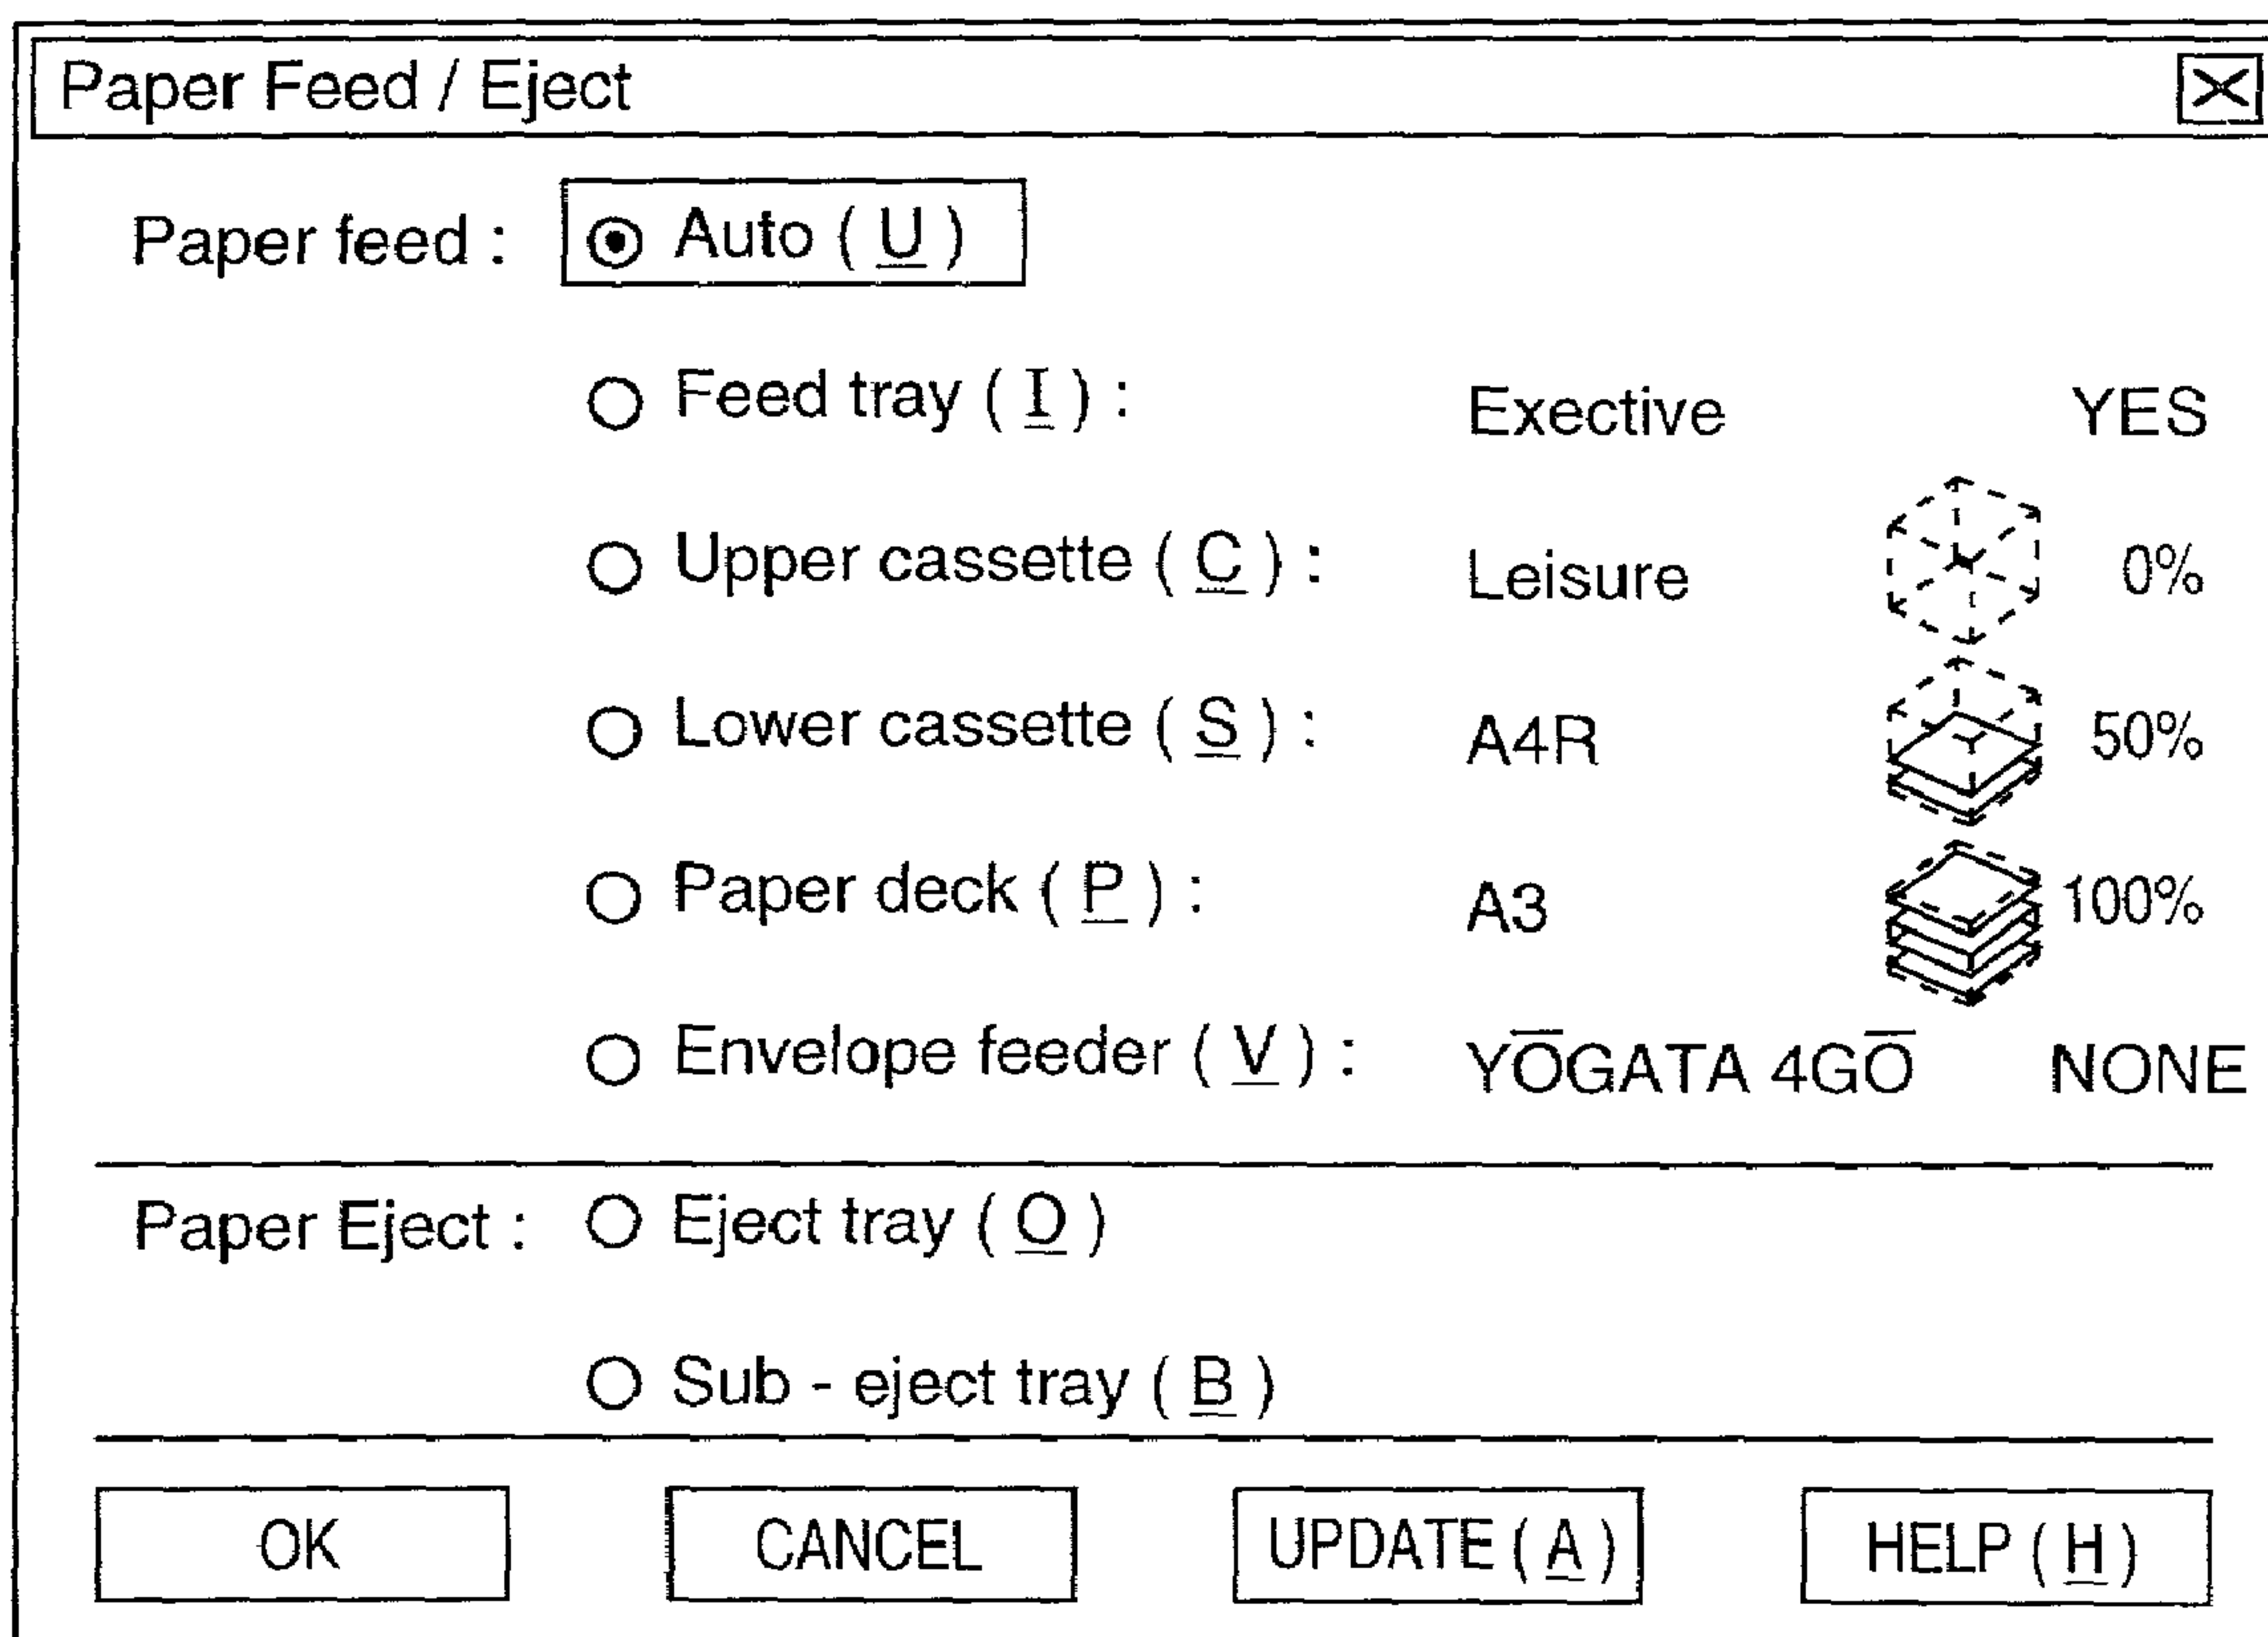 Paper Feed / Eject
Paper feed : Auto ( U )
Feed tray ( I ) : Exective YES
Upper cassette ( C ) : Leisure 0%
Lower cassette ( S ) : A4R 50%
Paper deck ( P ) : A3 100%
Envelope feeder ( V ) : YŌGATA 4GŌ NONE
Paper Eject : Eject tray ( O )
Sub - eject tray ( B )
OK CANCEL UPDATE ( A ) HELP ( H )